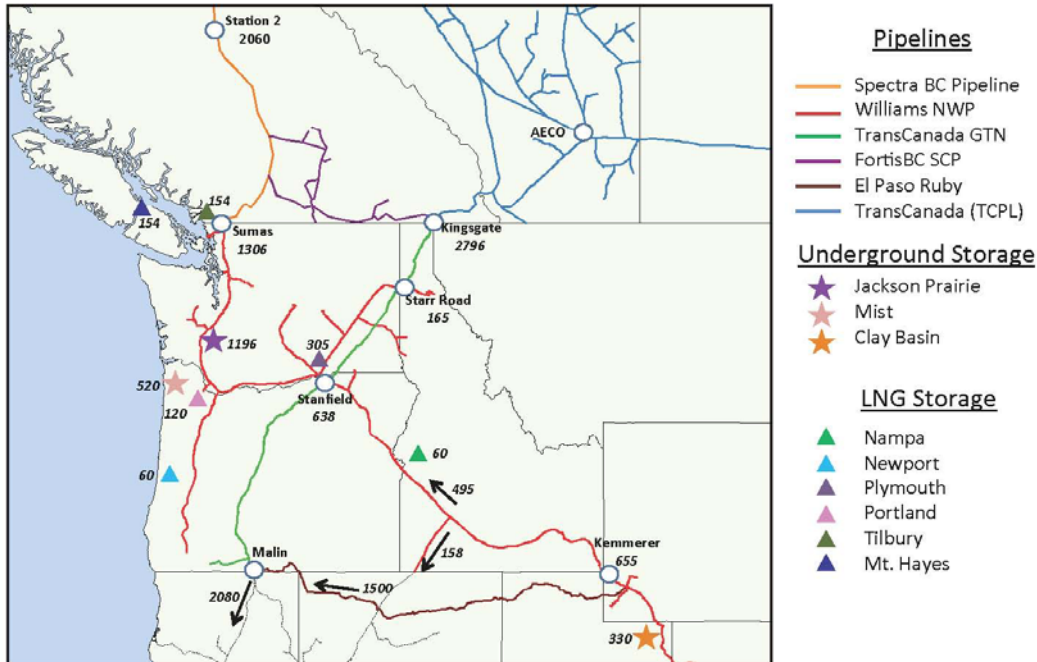 Station 2
2060
AECO
154
154
Sumas
1306
Kingsgate
2796
Starr Road
165
1196
305
520
Stanfield
638
120
60
60
495
158
Kemmerer
655
Malin
2080
1500
330
Pipelines
Spectra BC Pipeline
Williams NWP
TransCanada GTN
FortisBC SCP
El Paso Ruby
TransCanada (TCPL)
Underground Storage
Jackson Prairie
Mist
Clay Basin
LNG Storage
Nampa
Newport
Plymouth
Portland
Tilbury
Mt. Hayes